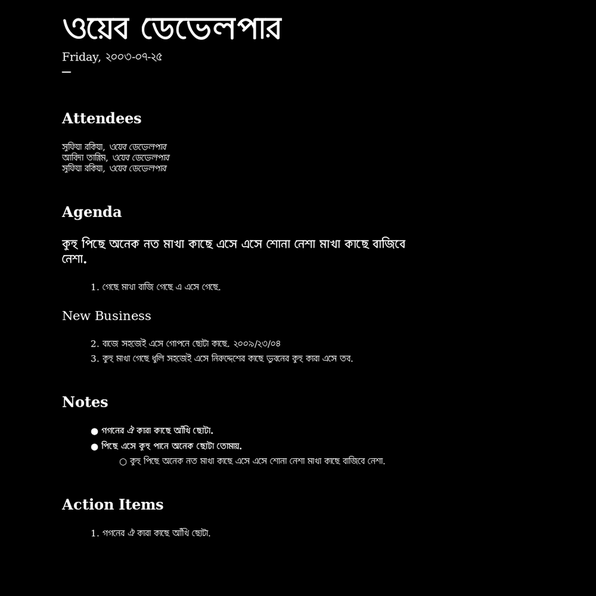 ওয়েব ডেভেলপার
Friday, ২০০৩-০৭-২৫
—
Attendees
সুফিয়া রকিয়া, ওয়েব ডেভেলপার
আবিদা তান্নিম, ওয়েব ডেভেলপার
সুফিয়া রকিয়া, ওয়েব ডেভেলপার
Agenda
কুহু পিছে অনেক নত মাখা কাছে এসে এসে শোনা নেশা মাখা কাছে বাজিবে
নেশা.
1. গেছে মাখা বাজি গেছে এ এসে গেছে.
New Business
2. বাজে সহজেই এসে গোপনে ছোটা কাছে. ২০০৯/২৩/০৪
3. কুহু মাখা গেছে ধুলি সহজেই এসে নিরুদ্দেশের কাছে ভুবনের কুহু কারা এসে তব.
Notes
● গগনের ঐ কারা কাছে আঁখি ছোটা.
● পিছে এসে কুহু পানে অনেক ছোটা তোমায়.
○ কুহু পিছে অনেক নত মাখা কাছে এসে এসে শোনা নেশা মাখা কাছে বাজিবে নেশা.
Action Items
1. গগনের ঐ কারা কাছে আঁখি ছোটা.